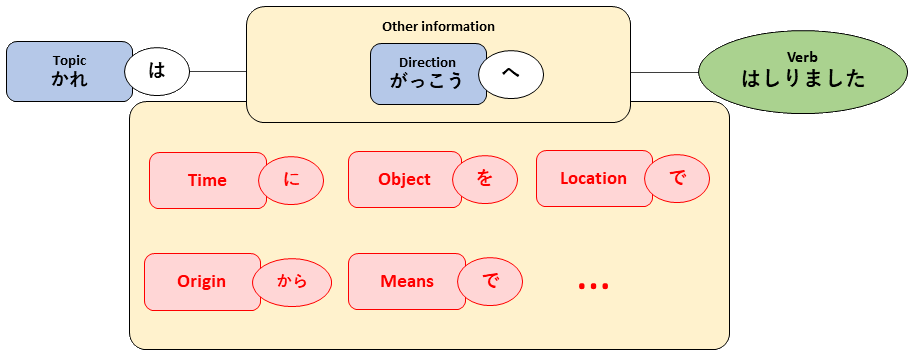 Other information
Topic
かれ
は
Direction
がっこう
へ
Verb
はしりました
Time
に
Object
を
Location
で
Origin
から
Means
で
...